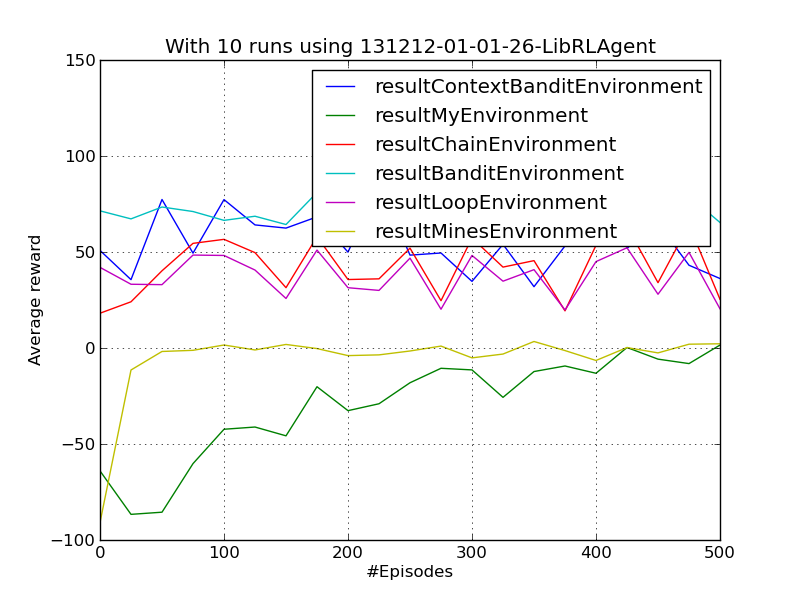 With 10 runs using 131212-01-01-26-LibRLAgent
150
100
50
0
−50
−100
Average reward
resultContextBanditEnvironment
resultMyEnvironment
resultChainEnvironment
resultBanditEnvironment
resultLoopEnvironment
resultMinesEnvironment
0 100 200 300 400 500
#Episodes